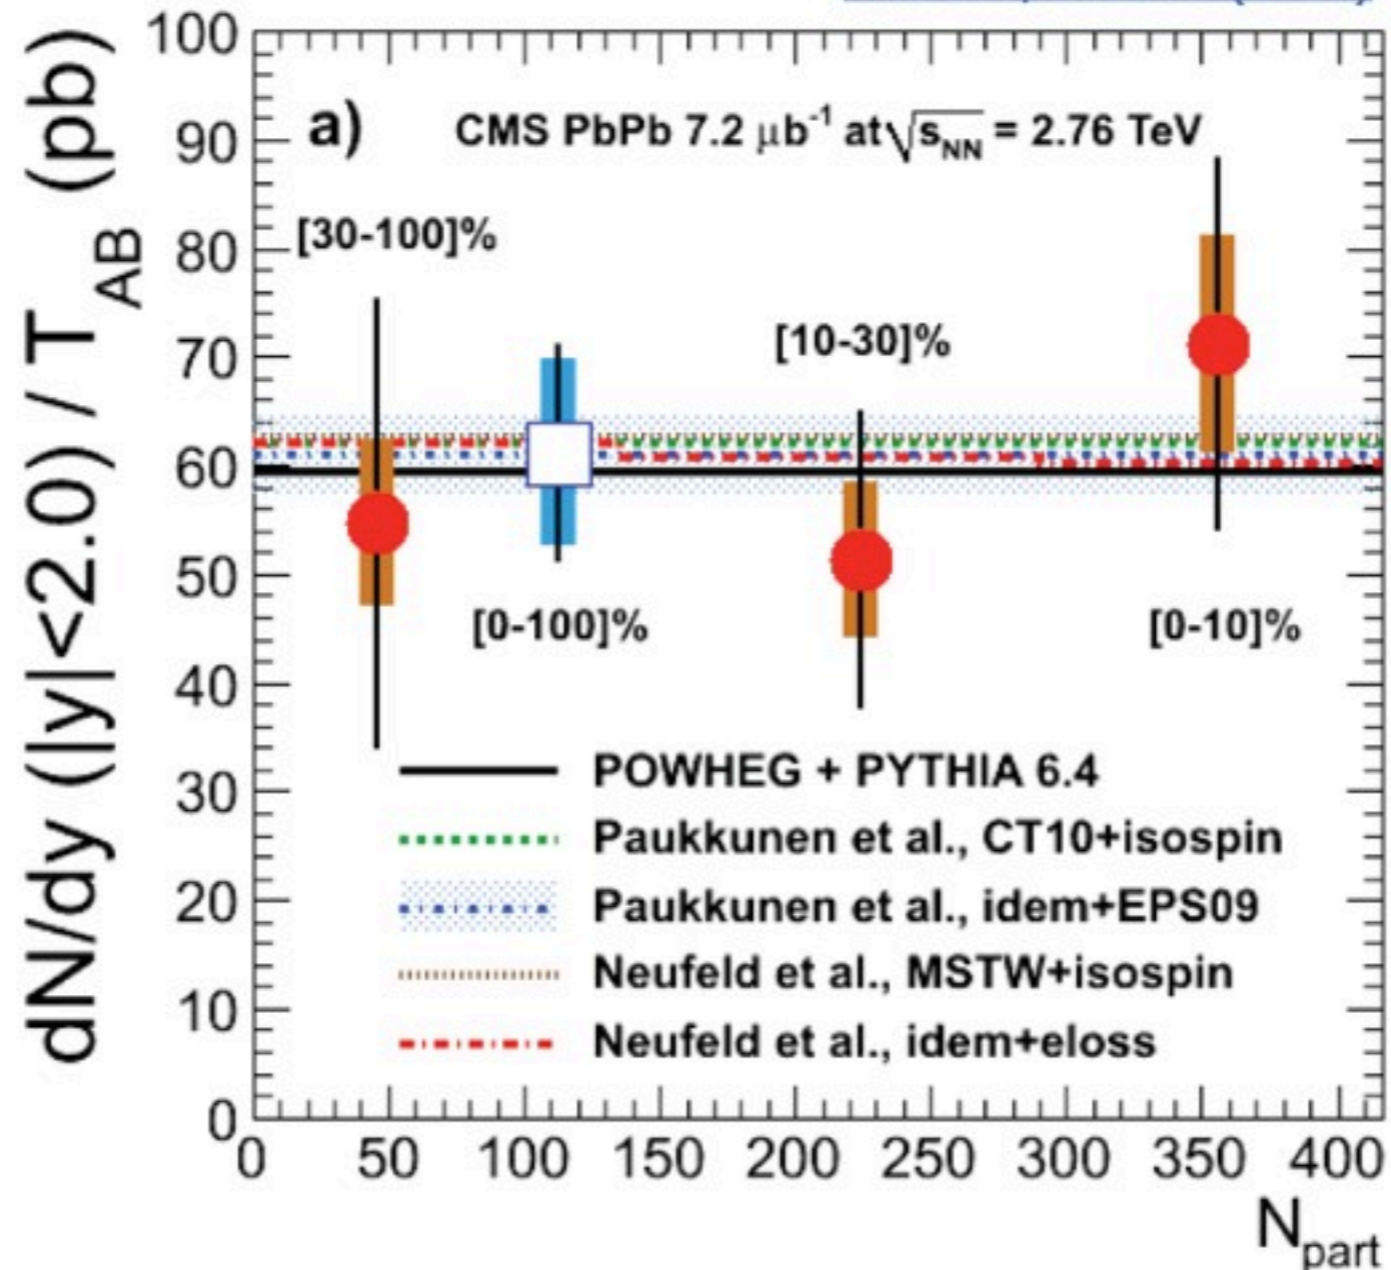 dN/dy (|y|<2.0) / T_AB (pb)
100
90
80
70
60
50
40
30
20
10
0
a)
CMS PbPb 7.2 μb⁻¹ at √s_NN = 2.76 TeV
[30-100]%
[10-30]%
[0-100]%
[0-10]%
POWHEG + PYTHIA 6.4
Paukkunen et al., CT10+isospin
Paukkunen et al., idem+EPS09
Neufeld et al., MSTW+isospin
Neufeld et al., idem+eloss
0 50 100 150 200 250 300 350 400
N_part